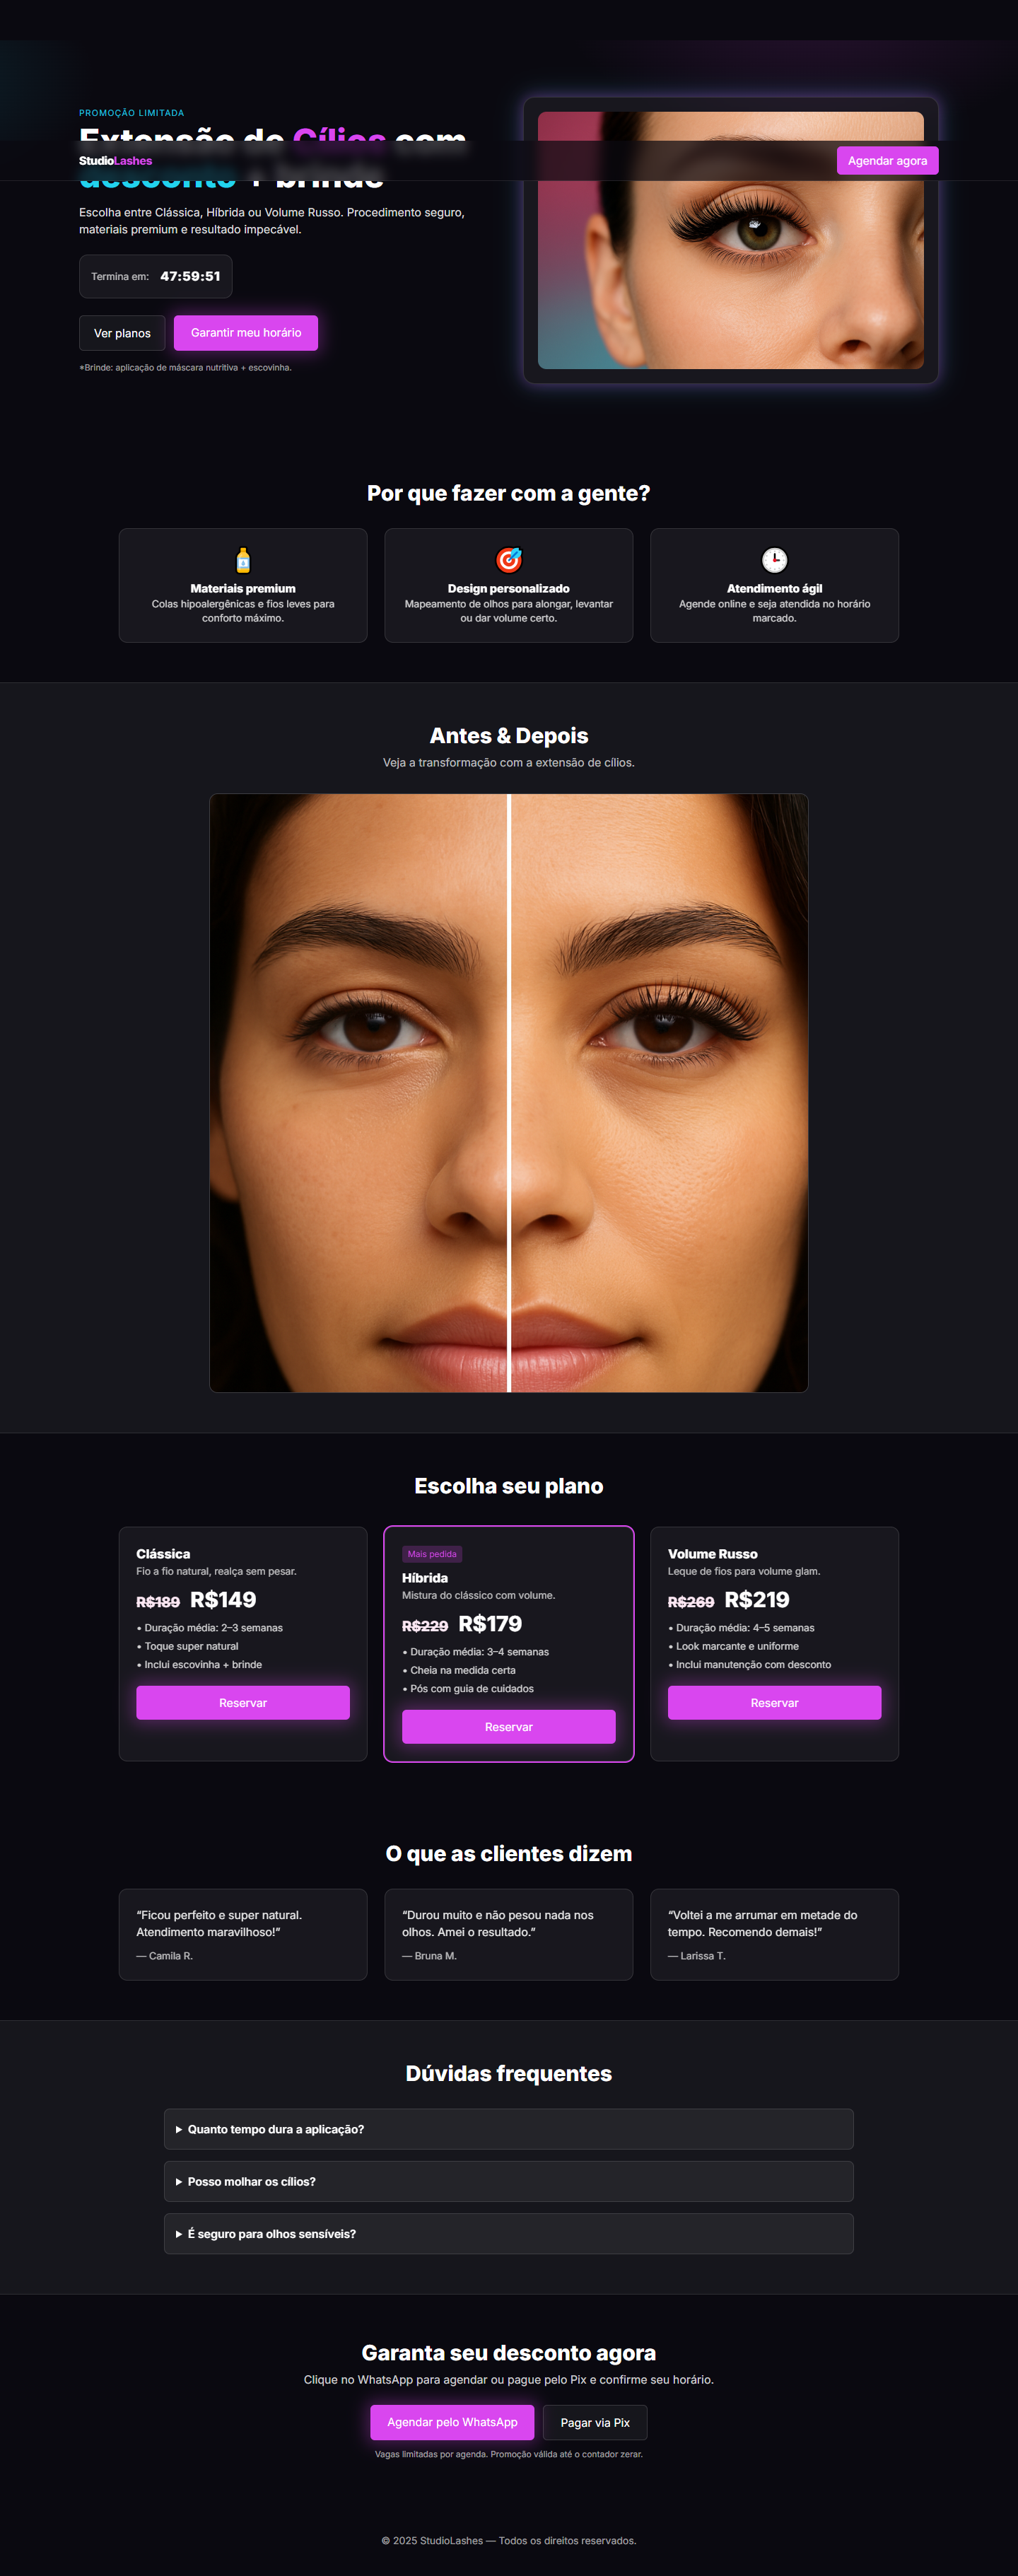 PROMOÇÃO LIMITADA
Extensão de Cílios com
desconto + brinde
StudioLashes
Agendar agora
Escolha entre Clássica, Híbrida ou Volume Russo. Procedimento seguro,
materiais premium e resultado impecável.
Termina em: 47:59:51
Ver planos
Garantir meu horário
*Brinde: aplicação de máscara nutritiva + escovinha.
Por que fazer com a gente?
Materiais premium
Colas hipoalergênicas e fios leves para
conforto máximo.
Design personalizado
Mapeamento de olhos para alongar, levantar
ou dar volume certo.
Atendimento ágil
Agende online e seja atendida no horário
marcado.
Antes & Depois
Veja a transformação com a extensão de cílios.
Escolha seu plano
Clássica
Fio a fio natural, realça sem pesar.
R$189 R$149
• Duração média: 2–3 semanas
• Toque super natural
• Inclui escovinha + brinde
Reservar
Mais pedida
Híbrida
Mistura do clássico com volume.
R$229 R$179
• Duração média: 3–4 semanas
• Cheia na medida certa
• Pós com guia de cuidados
Reservar
Volume Russo
Leque de fios para volume glam.
R$269 R$219
• Duração média: 4–5 semanas
• Look marcante e uniforme
• Inclui manutenção com desconto
Reservar
O que as clientes dizem
“Ficou perfeito e super natural.
Atendimento maravilhoso!”
— Camila R.
“Durou muito e não pesou nada nos
olhos. Amei o resultado.”
— Bruna M.
“Voltei a me arrumar em metade do
tempo. Recomendo demais!”
— Larissa T.
Dúvidas frequentes
Quanto tempo dura a aplicação?
Posso molhar os cílios?
É seguro para olhos sensíveis?
Garanta seu desconto agora
Clique no WhatsApp para agendar ou pague pelo Pix e confirme seu horário.
Agendar pelo WhatsApp
Pagar via Pix
Vagas limitadas por agenda. Promoção válida até o contador zerar.
© 2025 StudioLashes — Todos os direitos reservados.